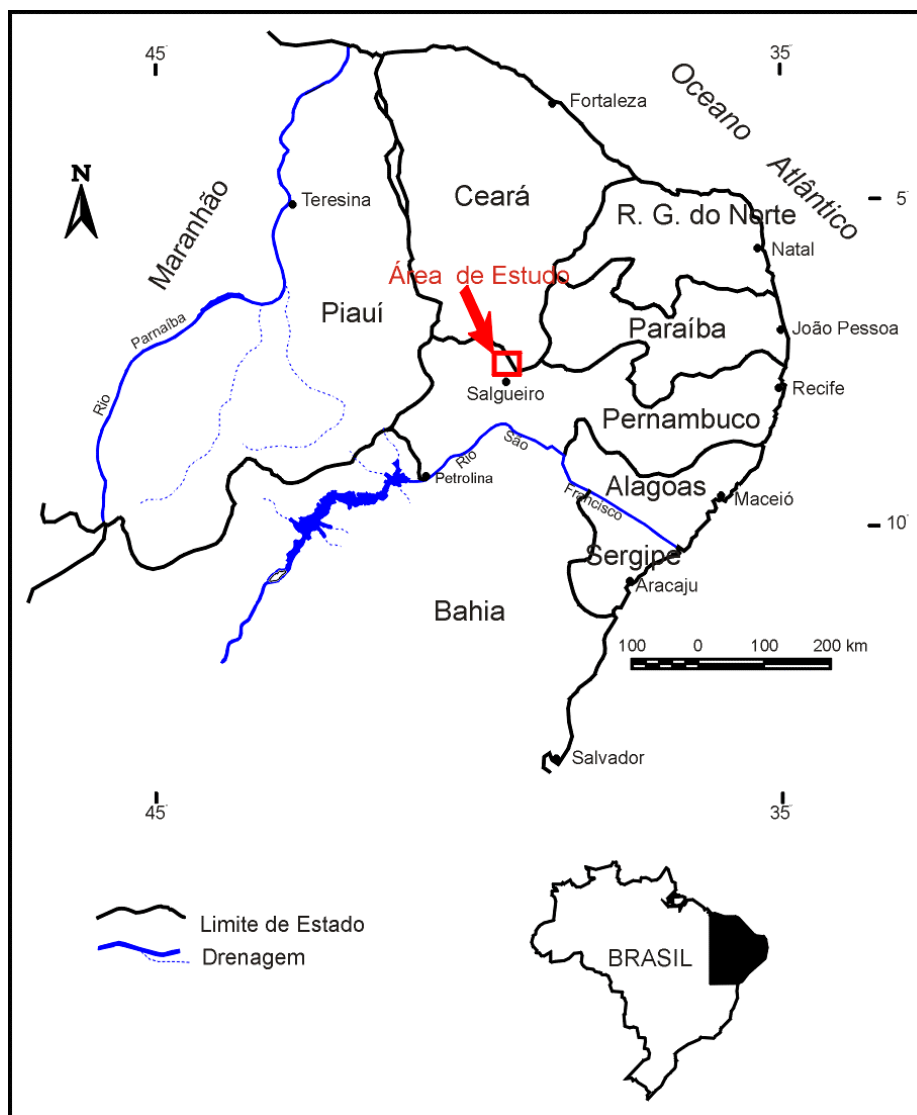 45°
35°
Oceano
Atlântico
Fortaleza
N
Maranhão
Teresina
Ceará
5°
R. G. do Norte
Natal
Área de Estudo
Piauí
Parnaíba
Rio
Paraíba
João Pessoa
Salgueiro
Recife
Pernambuco
Rio
São
Francisco
Petrolina
Alagoas
Maceió
10°
Sergipe
Aracaju
Bahia
100 0 100 200 km
Salvador
45°
35°
Limite de Estado
Drenagem
BRASIL